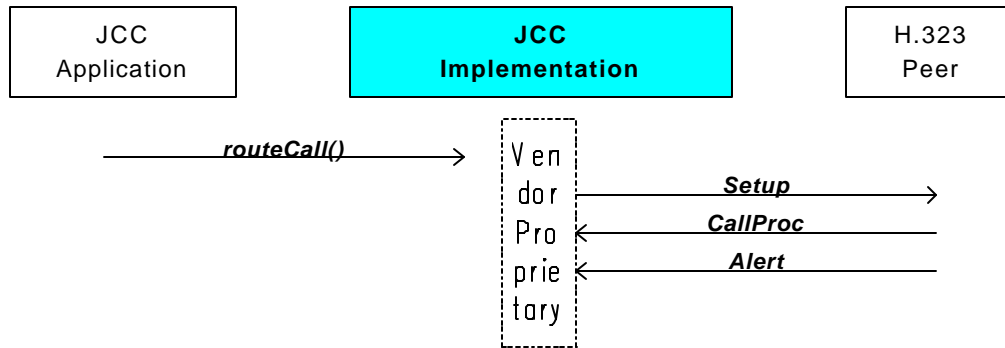 JCC
Application
JCC
Implementation
H.323
Peer
routeCall()
Ven
dor
Pro
prie
tary
Setup
CallProc
Alert